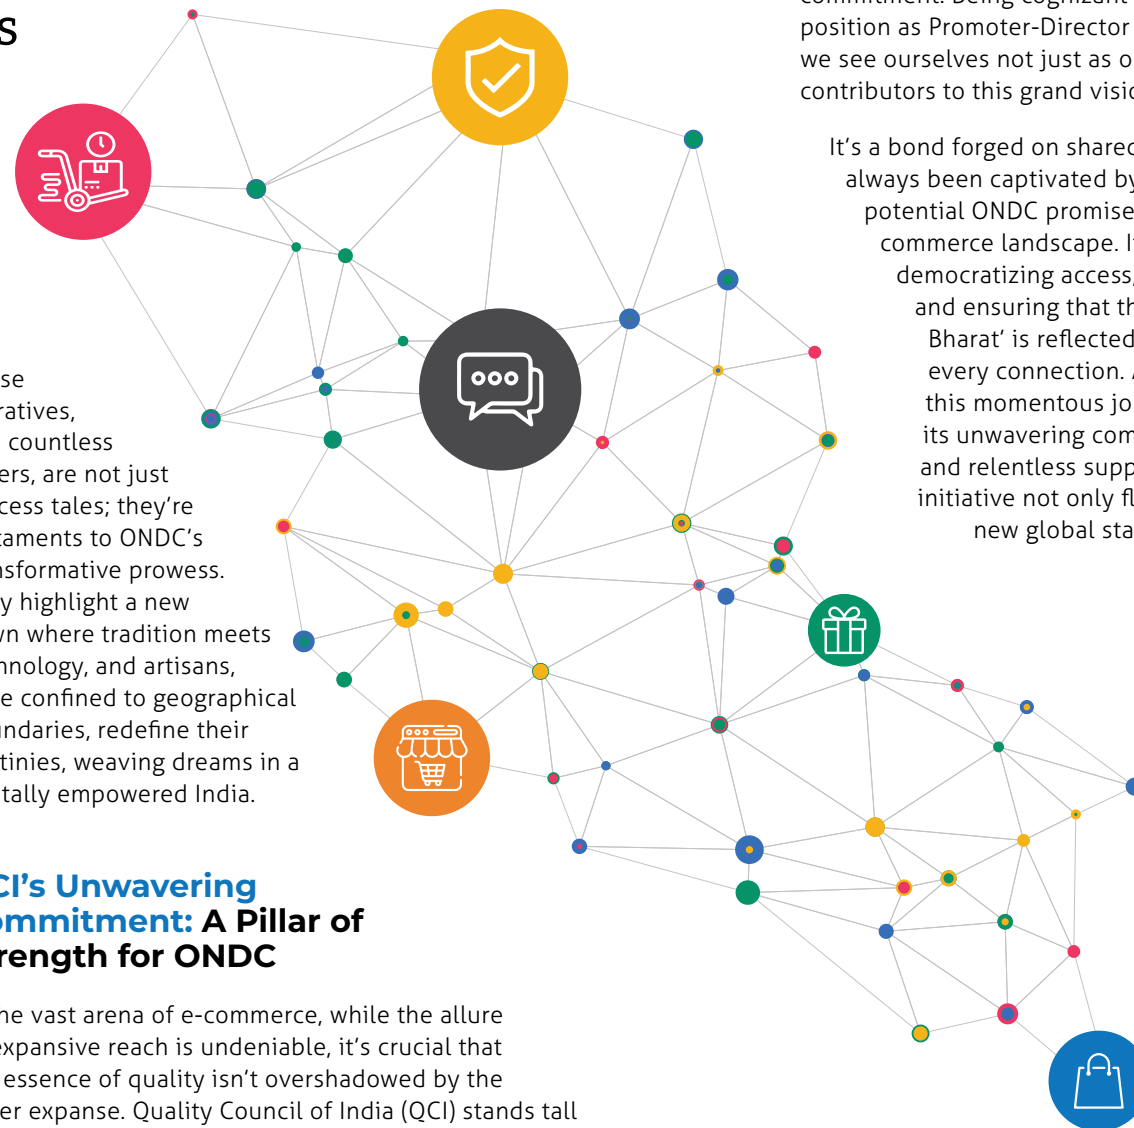 s
se
ratives,
countless
ers, are not just
cess tales; they're
taments to ONDC's
nsformative prowess.
y highlight a new
wn where tradition meets
hnology, and artisans,
e confined to geographical
undaries, redefine their
tinies, weaving dreams in a
itally empowered India.
CI's Unwavering
ommitment: A Pillar of
trength for ONDC
he vast arena of e-commerce, while the allure
expansive reach is undeniable, it's crucial that
essence of quality isn't overshadowed by the
er expanse. Quality Council of India (QCI) stands tall
commitment. Being cognizant
position as Promoter-Director
we see ourselves not just as o
contributors to this grand visio
It's a bond forged on shared
always been captivated by
potential ONDC promise
commerce landscape. I
democratizing access,
and ensuring that th
Bharat' is reflected
every connection.
this momentous jo
its unwavering com
and relentless supp
initiative not only fl
new global sta